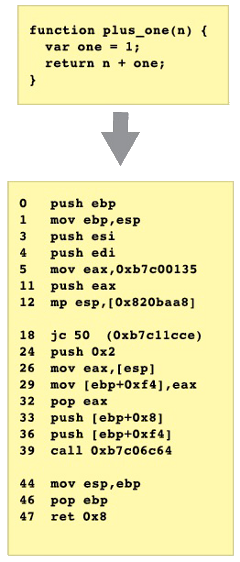 function plus_one(n) {
  var one = 1;
  return n + one;
}
0 push ebp
1 mov ebp,esp
3 push esi
4 push edi
5 mov eax,0xb7c00135
11 push eax
12 mp esp,[0x820baa8]
18 jc 50 (0xb7c11cce)
24 push 0x2
26 mov eax,[esp]
29 mov [ebp+0xf4],eax
32 pop eax
33 push [ebp+0x8]
36 push [ebp+0xf4]
39 call 0xb7c06c64
44 mov esp,ebp
46 pop ebp
47 ret 0x8